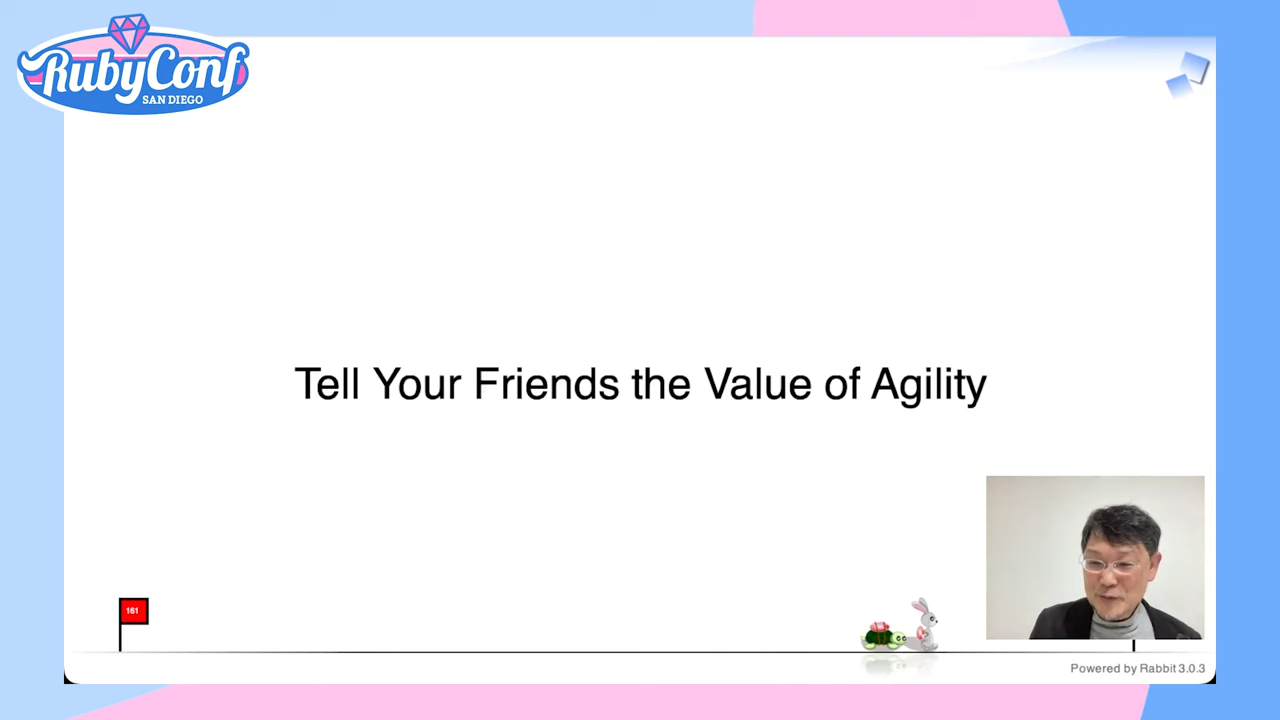 RubyConf
SAN DIEGO
Tell Your Friends the Value of Agility
161
Powered by Rabbit 3.0.3